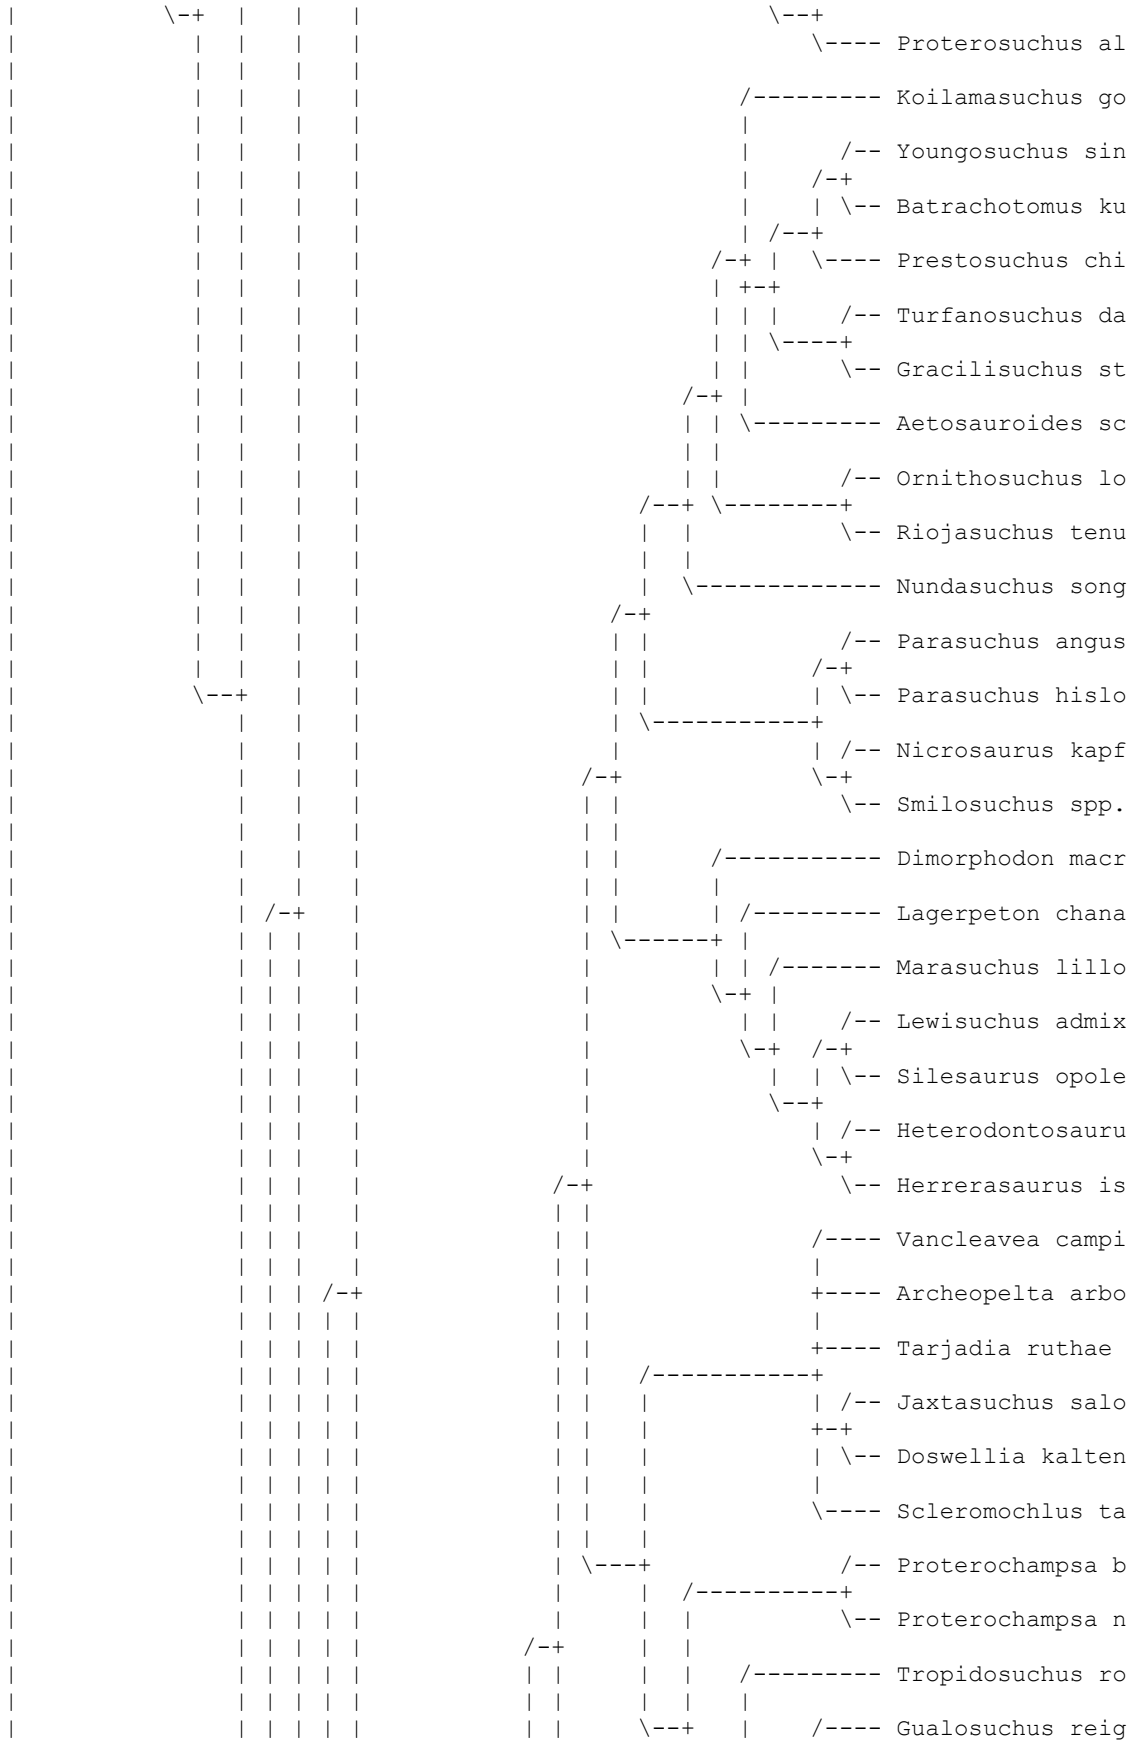 Proterosuchus al
Koilamasuchus go
Youngosuchus sin
Batrachotomus ku
Prestosuchus chi
Turfanosuchus da
Gracilisuchus st
Aetosauroides sc
Ornithosuchus lo
Riojasuchus tenu
Nundasuchus song
Parasuchus angus
Parasuchus hislo
Nicrosaurus kapf
Smilosuchus spp.
Dimorphodon macr
Lagerpeton chana
Marasuchus lillo
Lewisuchus admix
Silesaurus opole
Heterodontosauru
Herrerasaurus is
Vancleavea campi
Archeopelta arbo
Tarjadia ruthae
Jaxtasuchus salo
Doswellia kalten
Scleromochlus ta
Proterochampsa b
Proterochampsa n
Tropidosuchus ro
Gualosuchus reig